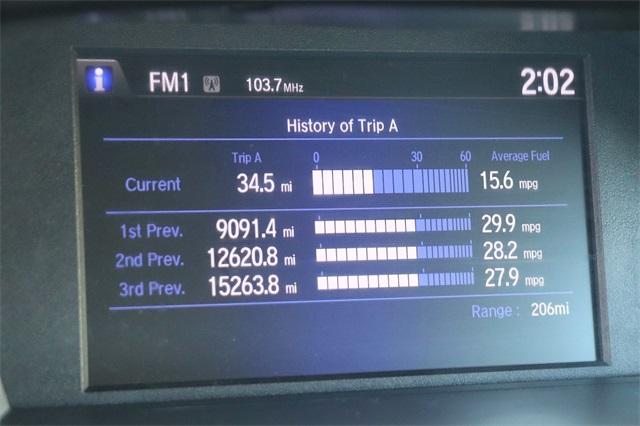 i FM1 103.7MHz 2:02
History of Trip A
Trip A 0 30 60 Average Fuel
Current 34.5 mi 15.6 mpg
1st Prev. 9091.4 mi 29.9 mpg
2nd Prev. 12620.8 mi 28.2 mpg
3rd Prev. 15263.8 mi 27.9 mpg
Range : 206mi